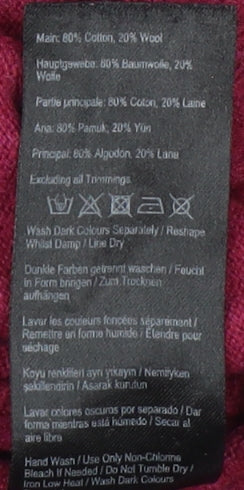 Main: 80% Cotton, 20% Wool
Hauptgewebe: 80% Baumwolle, 20%
Wolle
Partie principale: 80% Coton, 20% Laine
Ana: 80% Pamuk, 20% Yün
Principal: 80% Algodon, 20% Lana
Excluding all Trimmings
Wash Dark Colours Separately / Reshape
Whilst Damp / Line Dry
Dunkle Farben getrennt waschen / Feucht
in Form bringen / Zum Trocknen
aufhängen
Laver les couleurs foncées séparément /
Remettre en forme humide / Étendre pour
séchage
Koyu renklileri ayrı yıkayın / Nemliyken
şekillendirin / Asarak kurutun
Lavar colores oscuros por separado / Dar
forma mientras está húmedo / Secar al
aire libre
Hand Wash / Use Only Non-Chlorine
Bleach If Needed / Do Not Tumble Dry /
Iron Low Heat / Wash Dark Colours